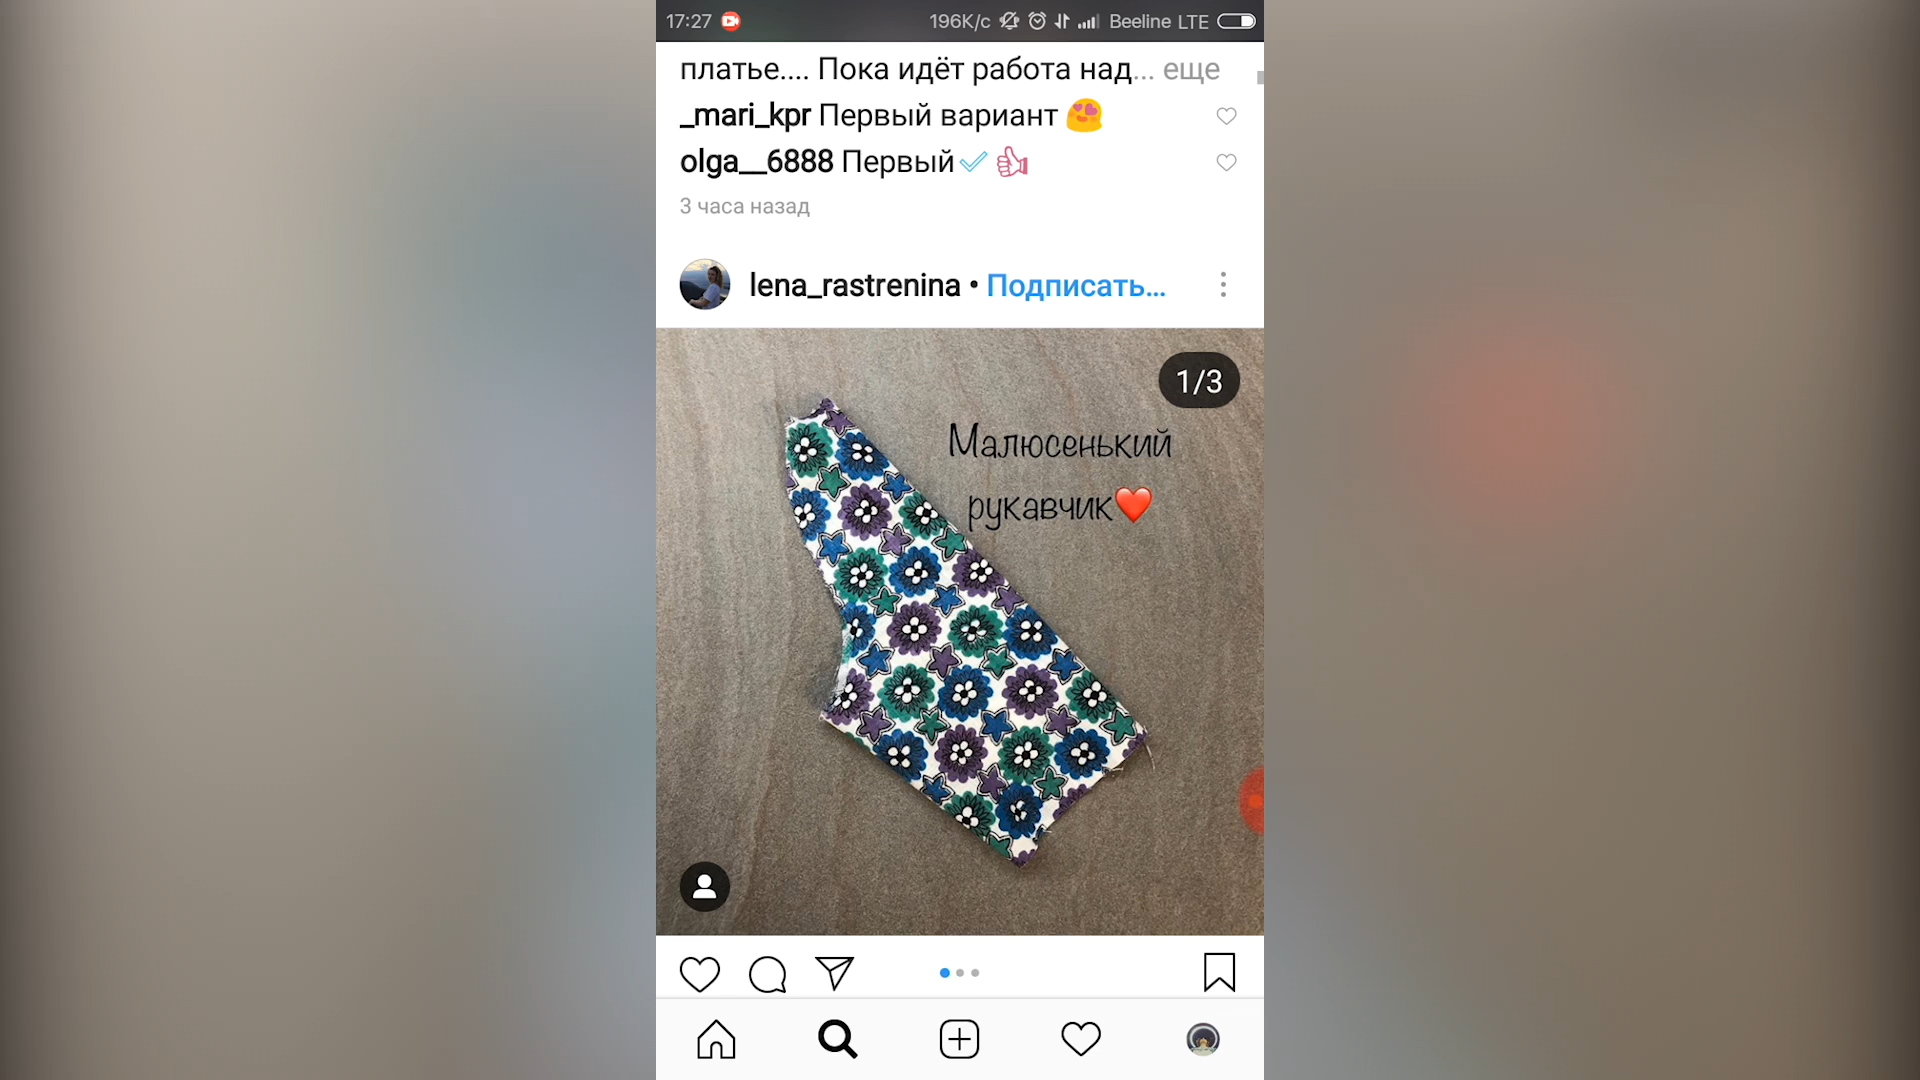 17:27 196K/c Beeline LTE
платье.... Пока идёт работа над... еще
_mari_kpr Первый вариант
olga__6888 Первый
3 часа назад
lena_rastrenina • Подписать...
1/3
Малюсенький
рукавчик